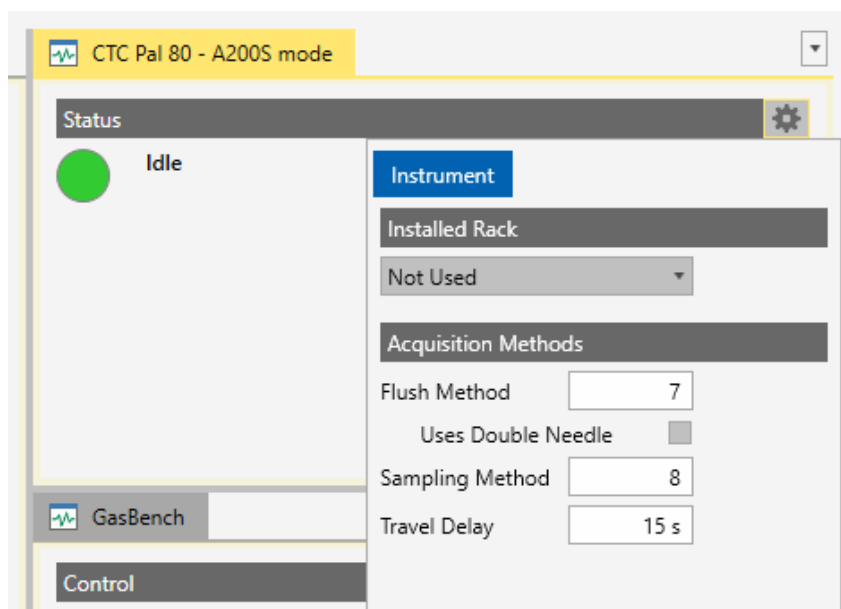 CTC Pal 80 - A200S mode
Status
Idle
Instrument
Installed Rack
Not Used
Acquisition Methods
Flush Method 7
Uses Double Needle
Sampling Method 8
Travel Delay 15 s
GasBench
Control